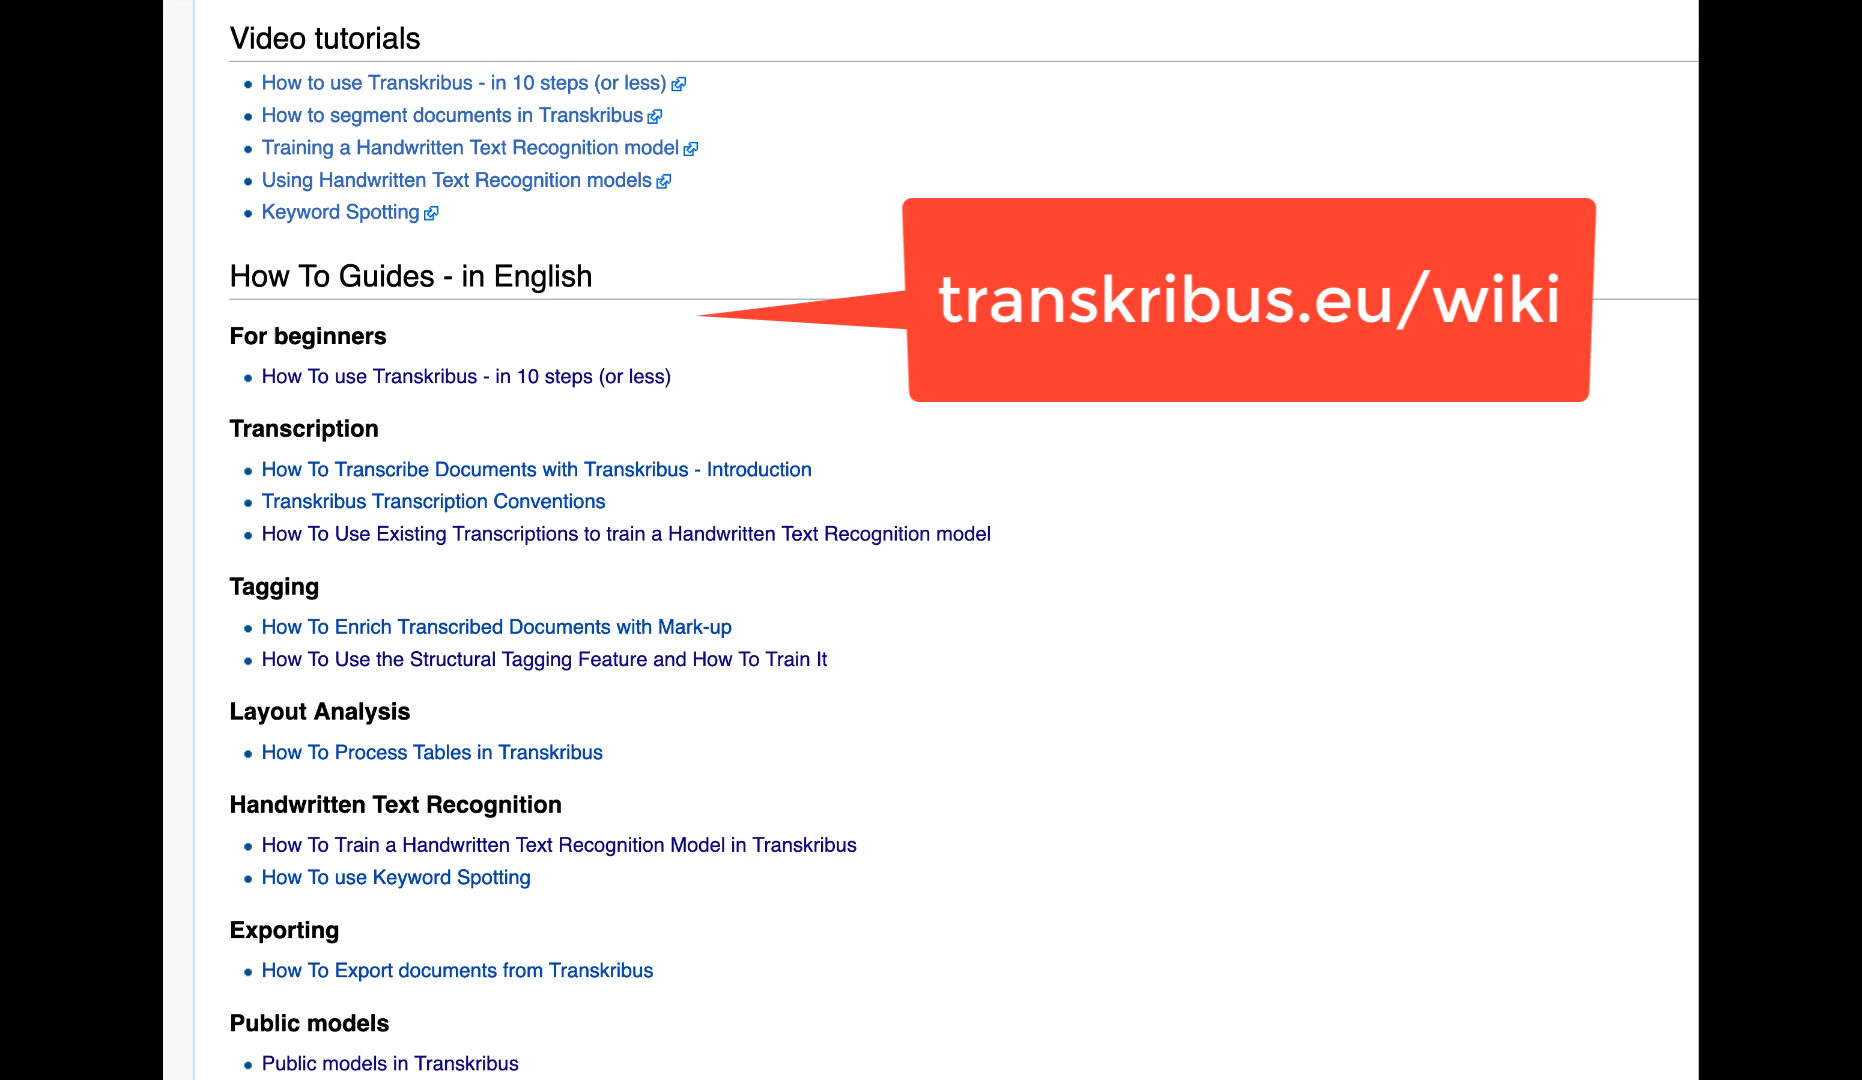 Video tutorials
How to use Transkribus - in 10 steps (or less)
How to segment documents in Transkribus
Training a Handwritten Text Recognition model
Using Handwritten Text Recognition models
Keyword Spotting
How To Guides - in English
transkribus.eu/wiki
For beginners
How To use Transkribus - in 10 steps (or less)
Transcription
How To Transcribe Documents with Transkribus - Introduction
Transkribus Transcription Conventions
How To Use Existing Transcriptions to train a Handwritten Text Recognition model
Tagging
How To Enrich Transcribed Documents with Mark-up
How To Use the Structural Tagging Feature and How To Train It
Layout Analysis
How To Process Tables in Transkribus
Handwritten Text Recognition
How To Train a Handwritten Text Recognition Model in Transkribus
How To use Keyword Spotting
Exporting
How To Export documents from Transkribus
Public models
Public models in Transkribus